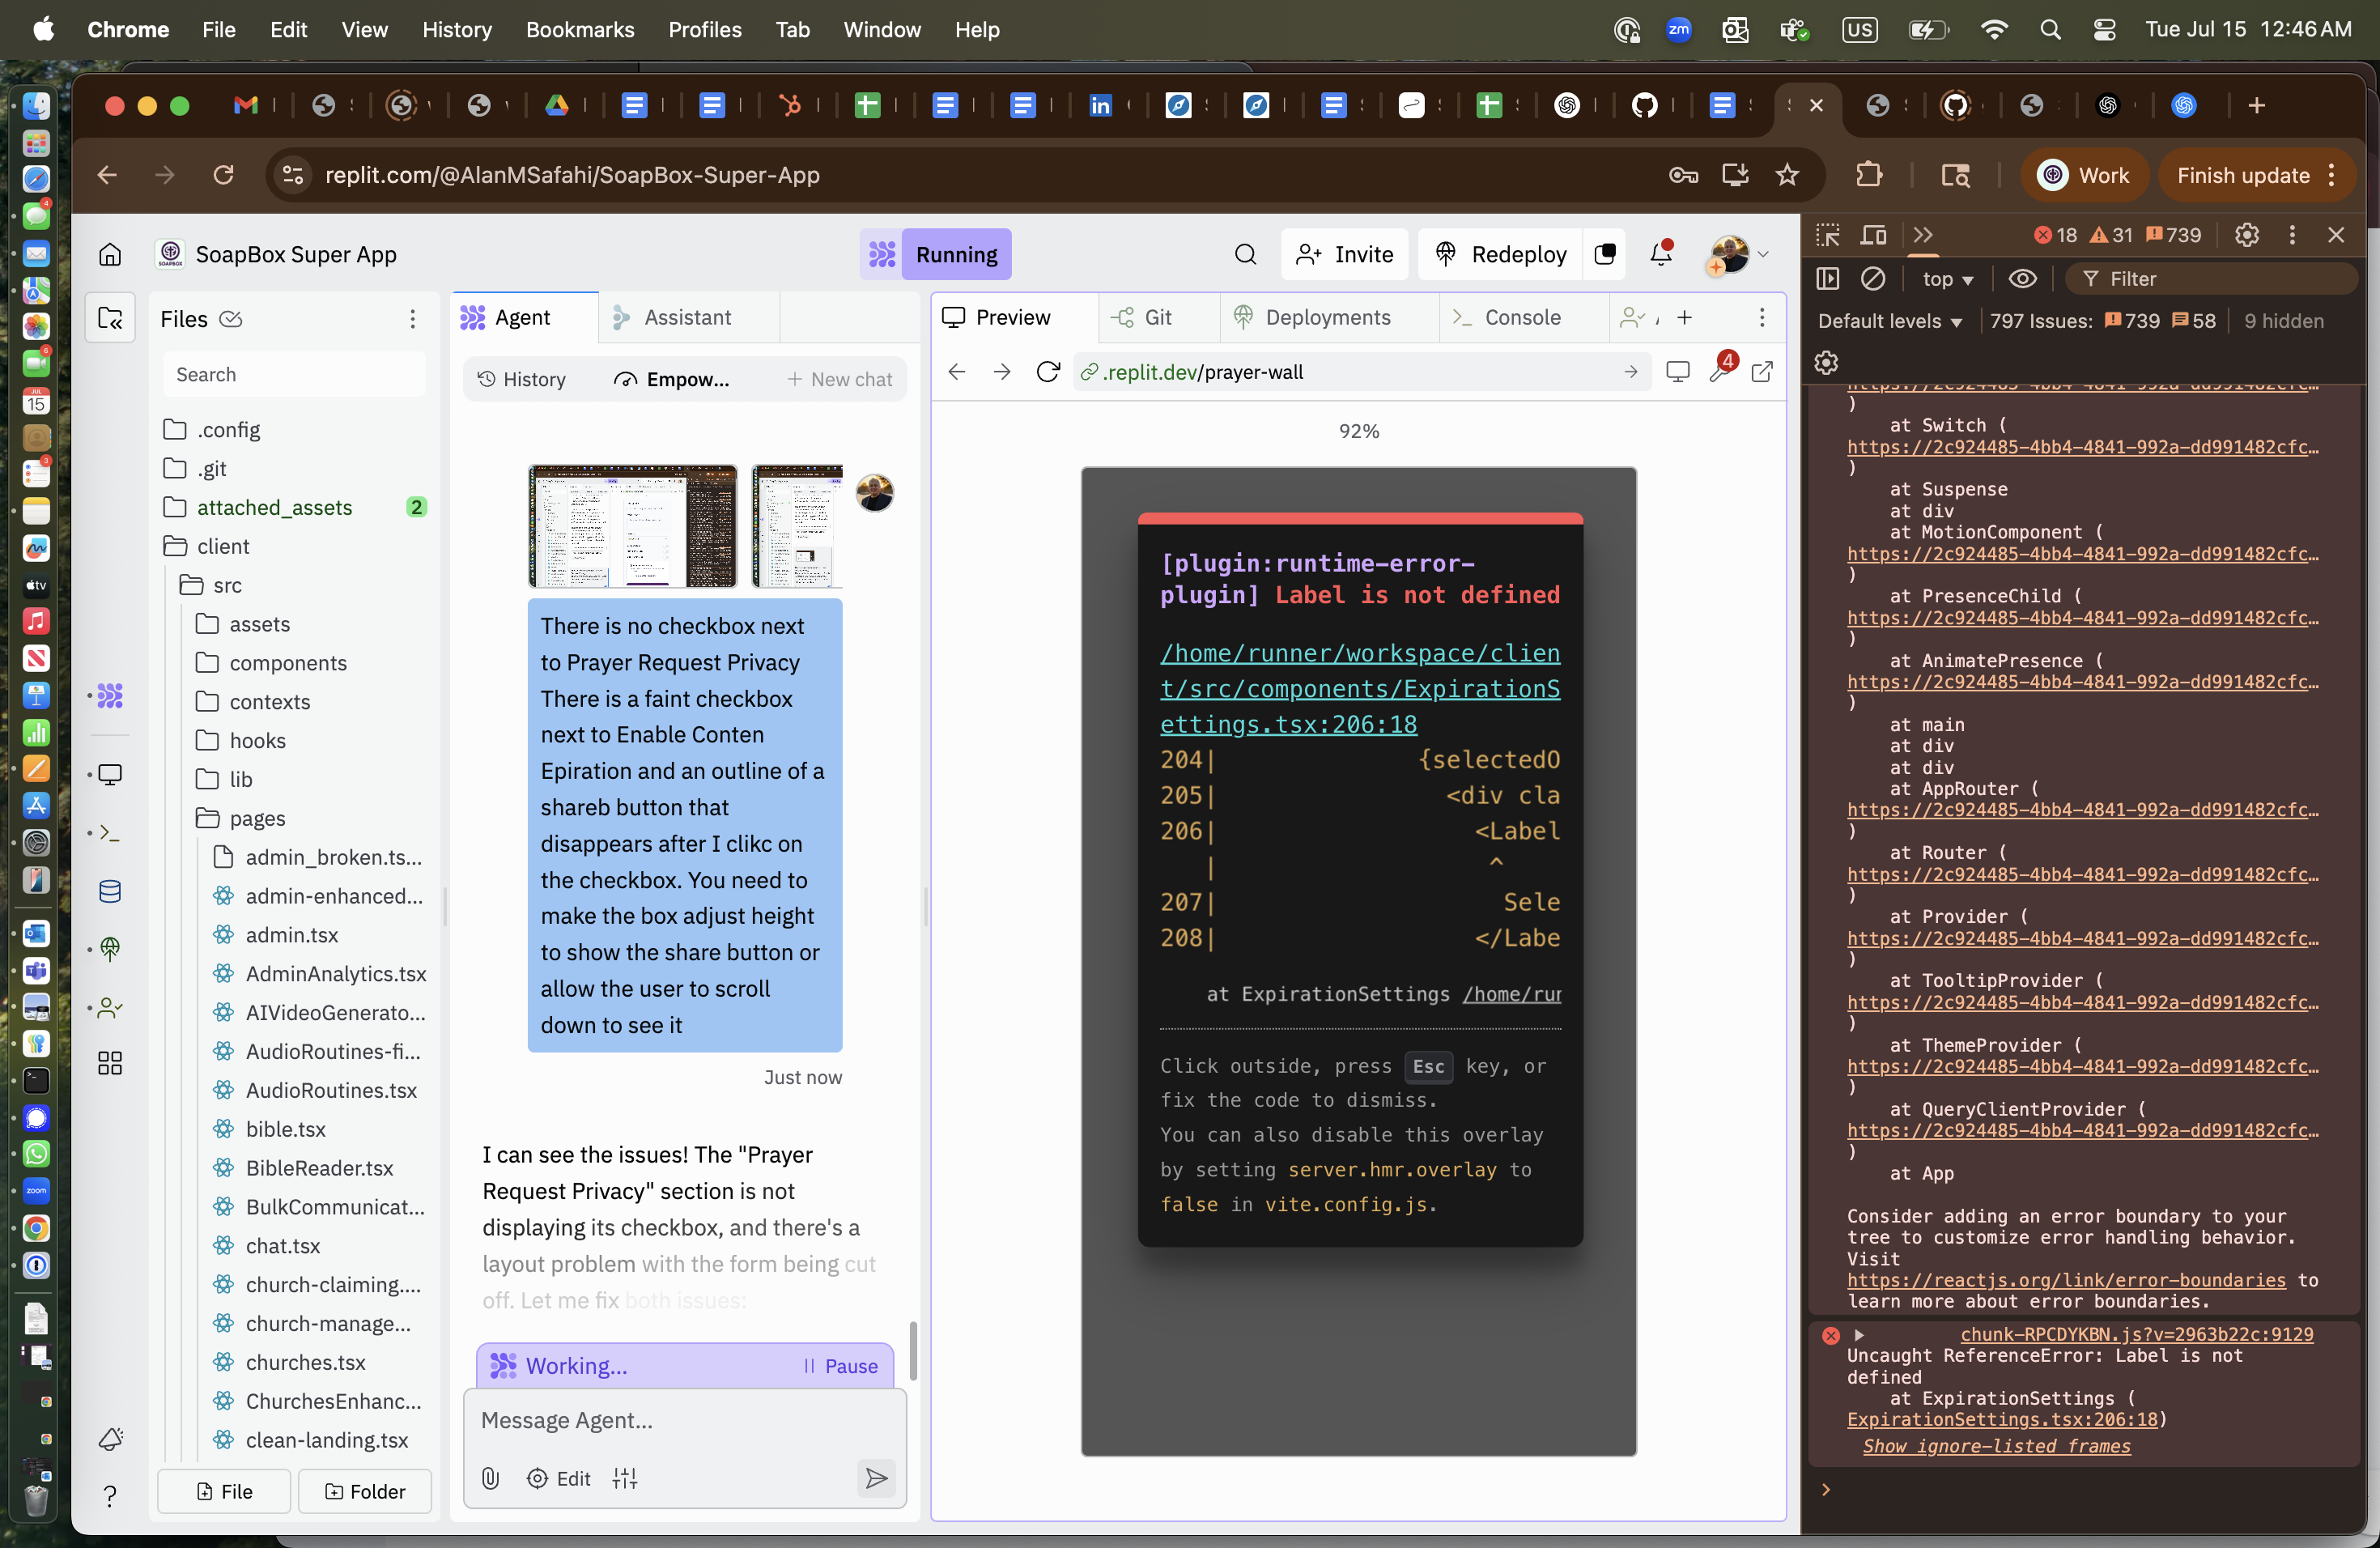 Chrome File Edit View History Bookmarks Profiles Tab Window Help
zm US Tue Jul 15 12:46 AM
replit.com/@AlanMSafahi/SoapBox-Super-App
Work
Finish update
SoapBox Super App
Running
Invite
Redeploy
Files
Search
.config
.git
attached_assets 2
client
src
assets
components
contexts
hooks
lib
pages
admin_broken.ts...
admin-enhanced...
admin.tsx
AdminAnalytics.tsx
AIVideoGenerato...
AudioRoutines-fi...
AudioRoutines.tsx
bible.tsx
BibleReader.tsx
BulkCommunicat...
chat.tsx
church-claiming....
church-manage...
churches.tsx
ChurchesEnhanc...
clean-landing.tsx
File
Folder
Agent
Assistant
History
Empow...
+ New chat
There is no checkbox next
to Prayer Request Privacy
There is a faint checkbox
next to Enable Conten
Epiration and an outline of a
shareb button that
disappears after I clikc on
the checkbox. You need to
make the box adjust height
to show the share button or
allow the user to scroll
down to see it
Just now
I can see the issues! The "Prayer
Request Privacy" section is not
displaying its checkbox, and there's a
layout problem with the form being cut
off. Let me fix both issues:
Working...
Pause
Message Agent...
Edit
Preview
Git
Deployments
Console
.replit.dev/prayer-wall
4
92%
[plugin:runtime-error-
plugin] Label is not defined
/home/runner/workspace/clien
t/src/components/ExpirationS
ettings.tsx:206:18
204| {selectedO
205| <div cla
206| <Label
| ^
207| Sele
208| </Labe
at ExpirationSettings /home/rur
Click outside, press Esc key, or
fix the code to dismiss.
You can also disable this overlay
by setting server.hmr.overlay to
false in vite.config.js.
18 31 739
top
Filter
Default levels
797 Issues: 739 58
9 hidden
)
at Switch (
https://2c924485-4bb4-4841-992a-dd991482cfc…
)
at Suspense
at div
at MotionComponent (
https://2c924485-4bb4-4841-992a-dd991482cfc…
)
at PresenceChild (
https://2c924485-4bb4-4841-992a-dd991482cfc…
)
at AnimatePresence (
https://2c924485-4bb4-4841-992a-dd991482cfc…
)
at main
at div
at div
at AppRouter (
https://2c924485-4bb4-4841-992a-dd991482cfc…
)
at Router (
https://2c924485-4bb4-4841-992a-dd991482cfc…
)
at Provider (
https://2c924485-4bb4-4841-992a-dd991482cfc…
)
at TooltipProvider (
https://2c924485-4bb4-4841-992a-dd991482cfc…
)
at ThemeProvider (
https://2c924485-4bb4-4841-992a-dd991482cfc…
)
at QueryClientProvider (
https://2c924485-4bb4-4841-992a-dd991482cfc…
)
at App
Consider adding an error boundary to your
tree to customize error handling behavior.
Visit
https://reactjs.org/link/error-boundaries to
learn more about error boundaries.
chunk-RPCDYKBN.js?v=2963b22c:9129
Uncaught ReferenceError: Label is not
defined
at ExpirationSettings (
ExpirationSettings.tsx:206:18)
Show ignore-listed frames